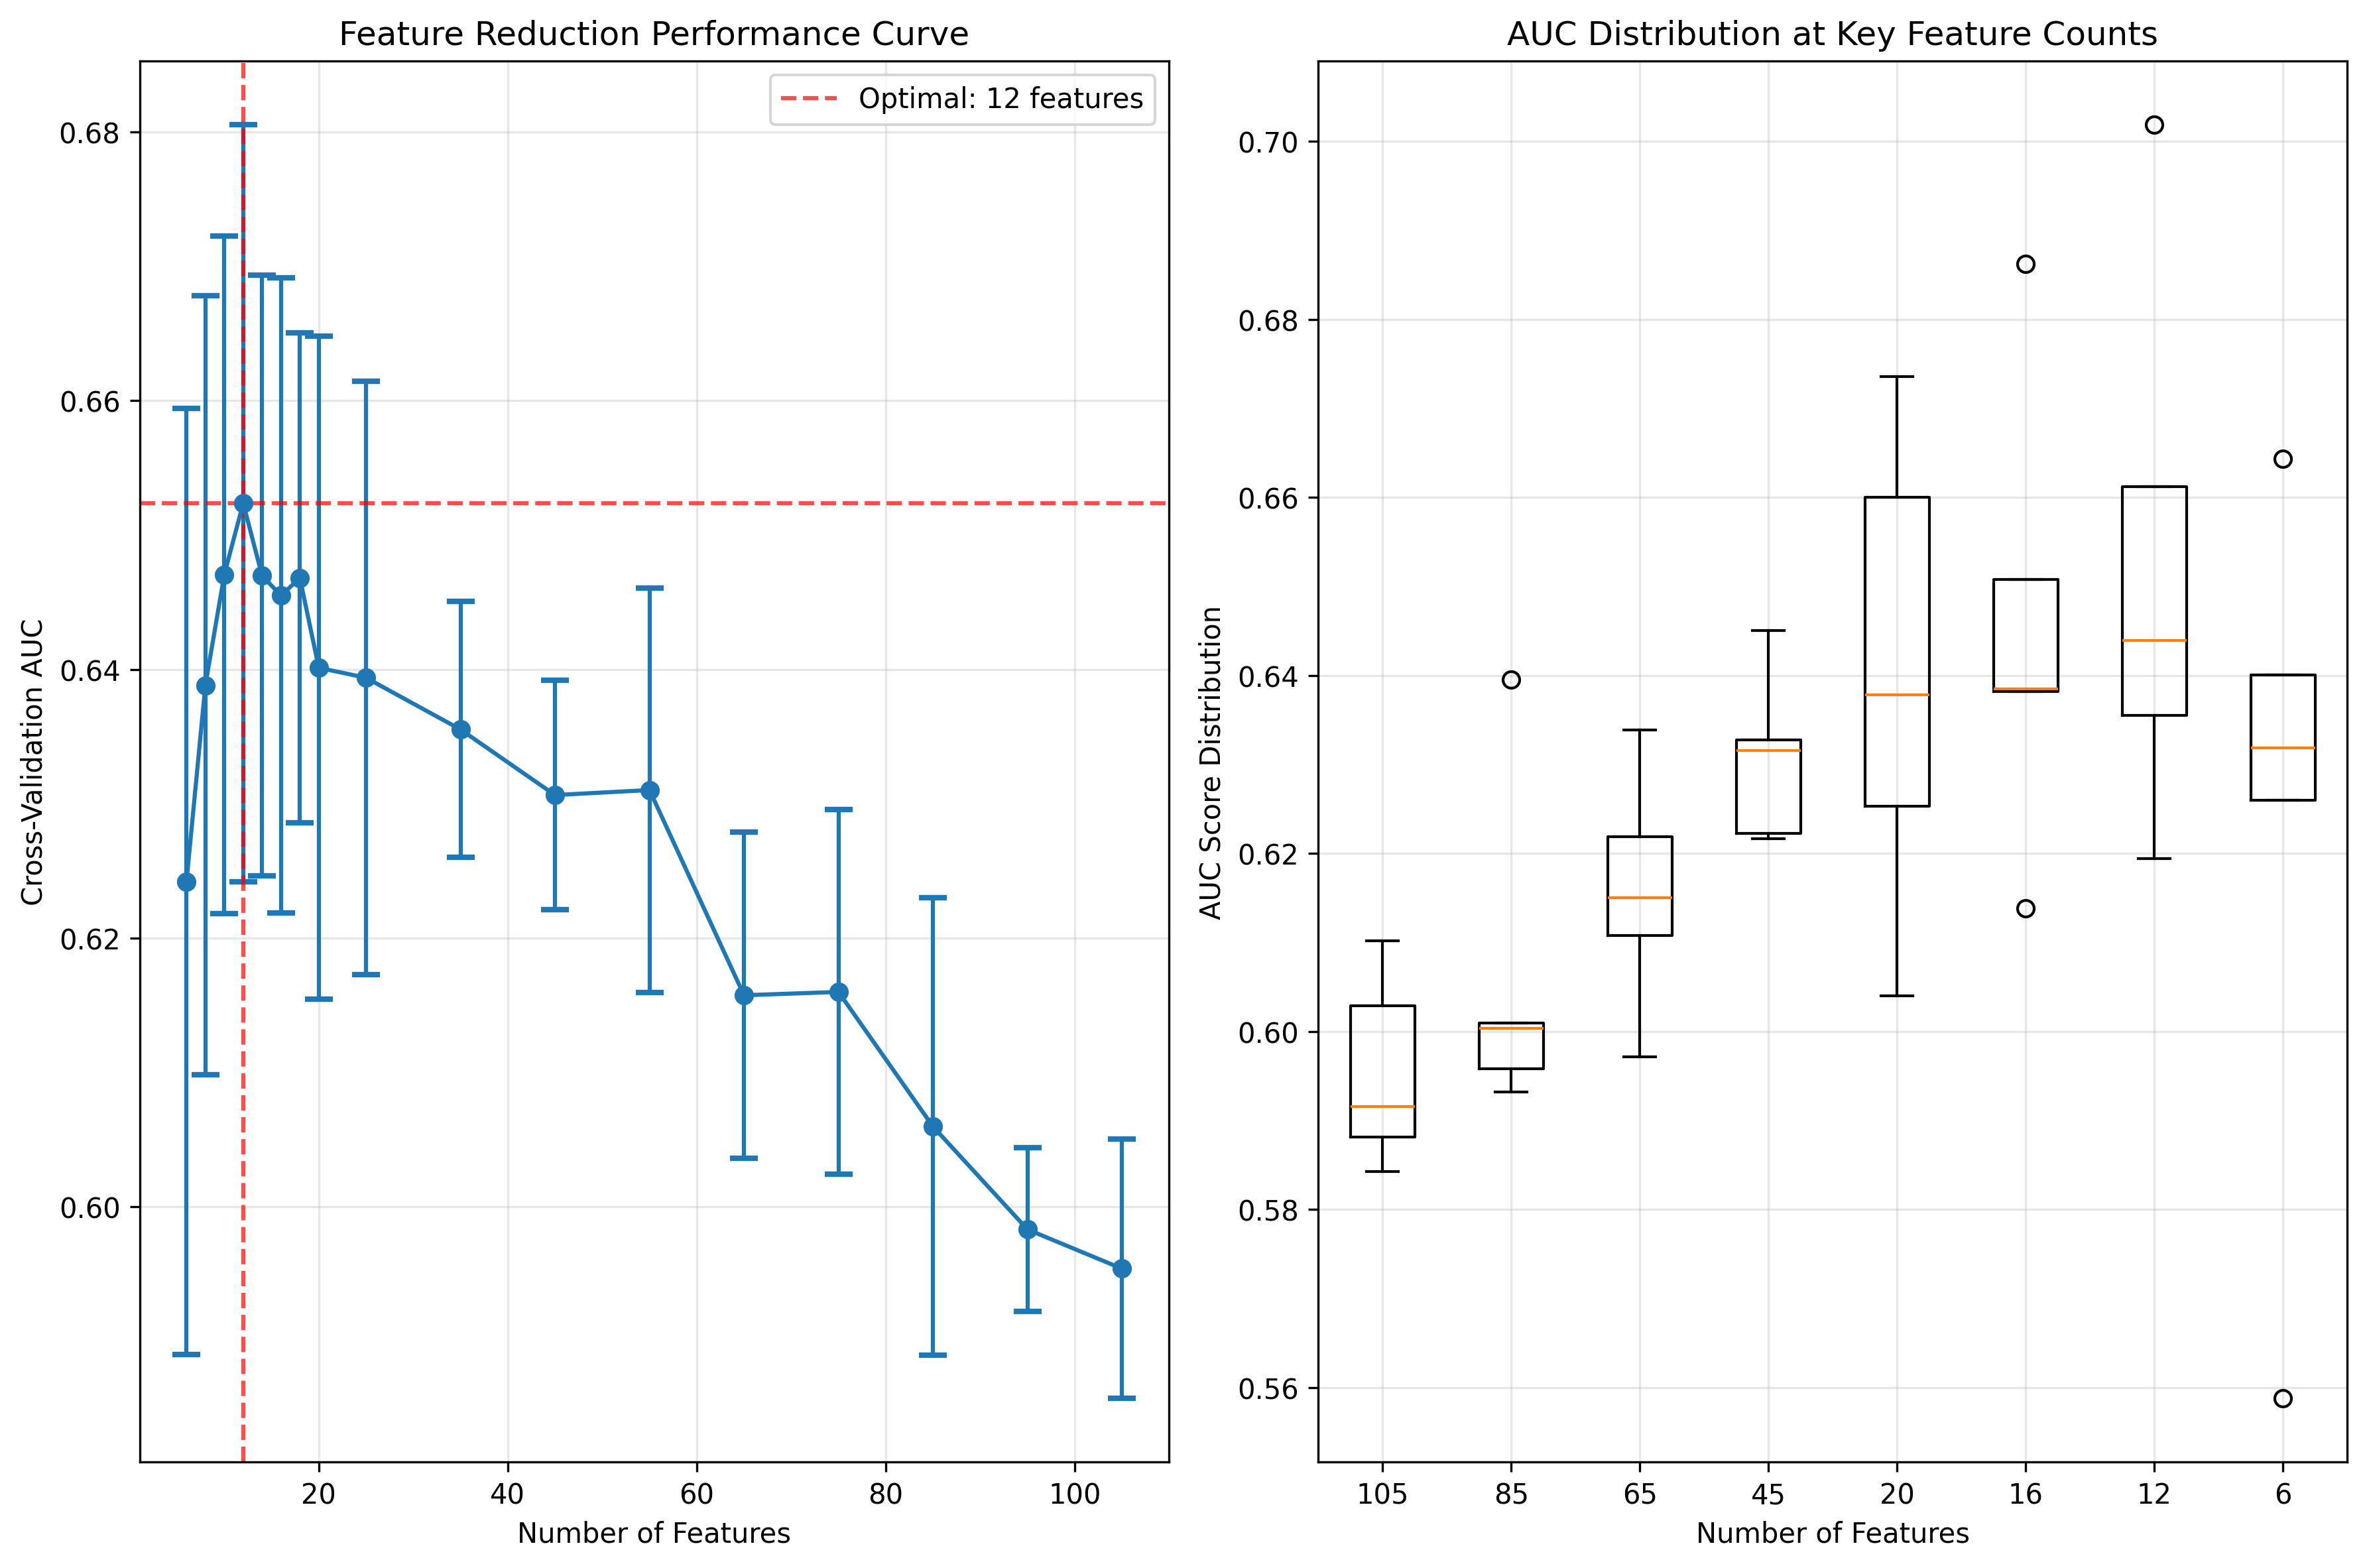 Feature Reduction Performance Curve
Optimal: 12 features
0.68
0.66
0.64
0.62
0.60
Cross-Validation AUC
20 40 60 80 100
Number of Features
AUC Distribution at Key Feature Counts
0.70
0.68
0.66
0.64
0.62
0.60
0.58
0.56
AUC Score Distribution
105 85 65 45 20 16 12 6
Number of Features